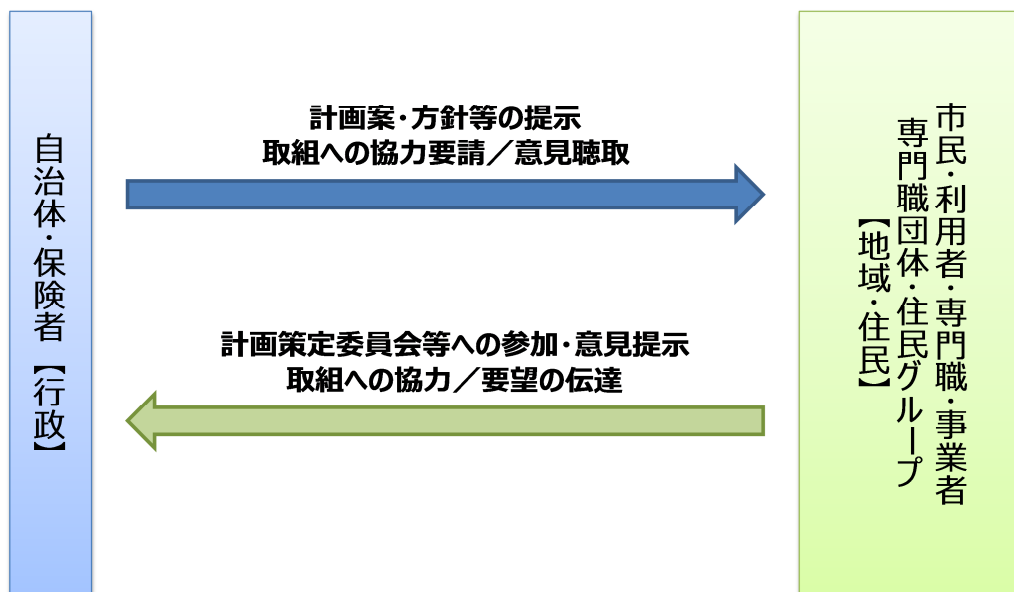 自治体・保険者【行政】
計画案・方針等の提示
取組への協力要請／意見聴取
計画策定委員会等への参加・意見提示
取組への協力／要望の伝達
市民・利用者・専門職・事業者
専門職団体・住民グループ
【地域・住民】